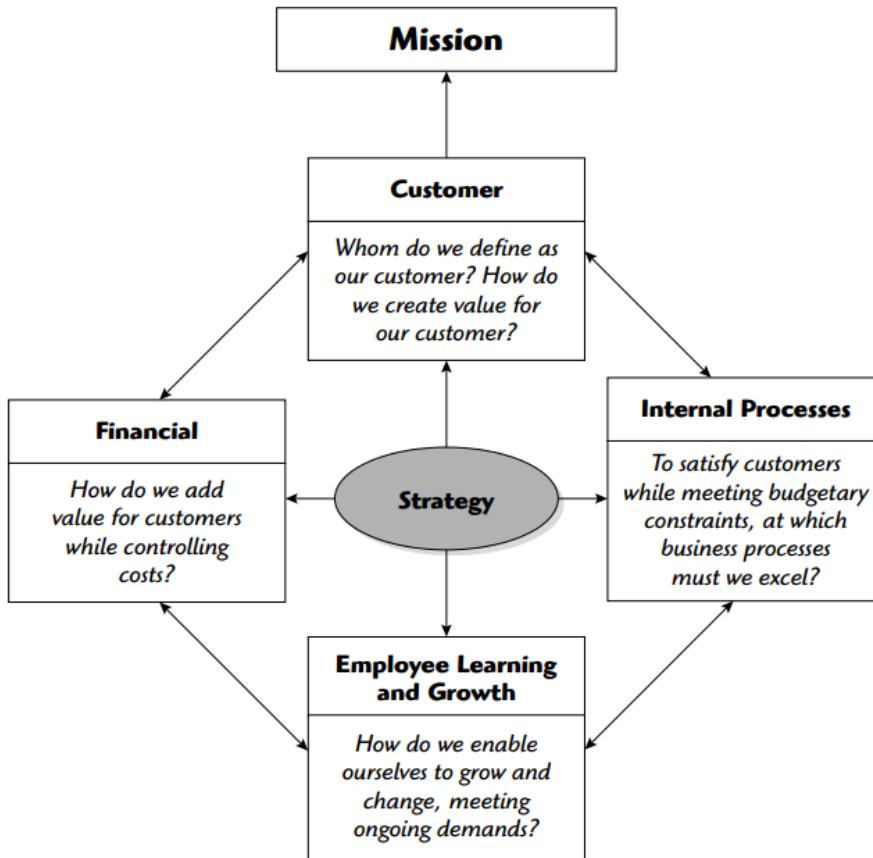 Mission
Customer
Whom do we define as
our customer? How do
we create value for
our customer?
Financial
How do we add
value for customers
while controlling
costs?
Strategy
Internal Processes
To satisfy customers
while meeting budgetary
constraints, at which
business processes
must we excel?
Employee Learning
and Growth
How do we enable
ourselves to grow and
change, meeting
ongoing demands?